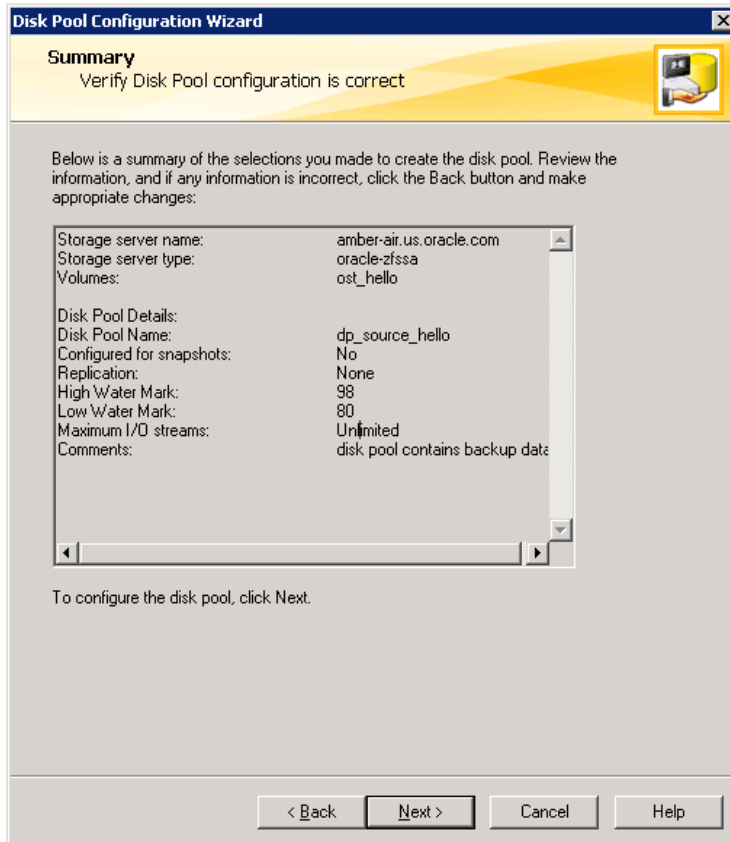 Disk Pool Configuration Wizard
Summary
Verify Disk Pool configuration is correct
Below is a summary of the selections you made to create the disk pool. Review the
information, and if any information is incorrect, click the Back button and make
appropriate changes:
Storage server name: amber-air.us.oracle.com
Storage server type: oracle-zfssa
Volumes: ost_hello
Disk Pool Details:
Disk Pool Name: dp_source_hello
Configured for snapshots: No
Replication: None
High Water Mark: 98
Low Water Mark: 80
Maximum I/O streams: Unlimited
Comments: disk pool contains backup data
To configure the disk pool, click Next.
< Back Next > Cancel Help